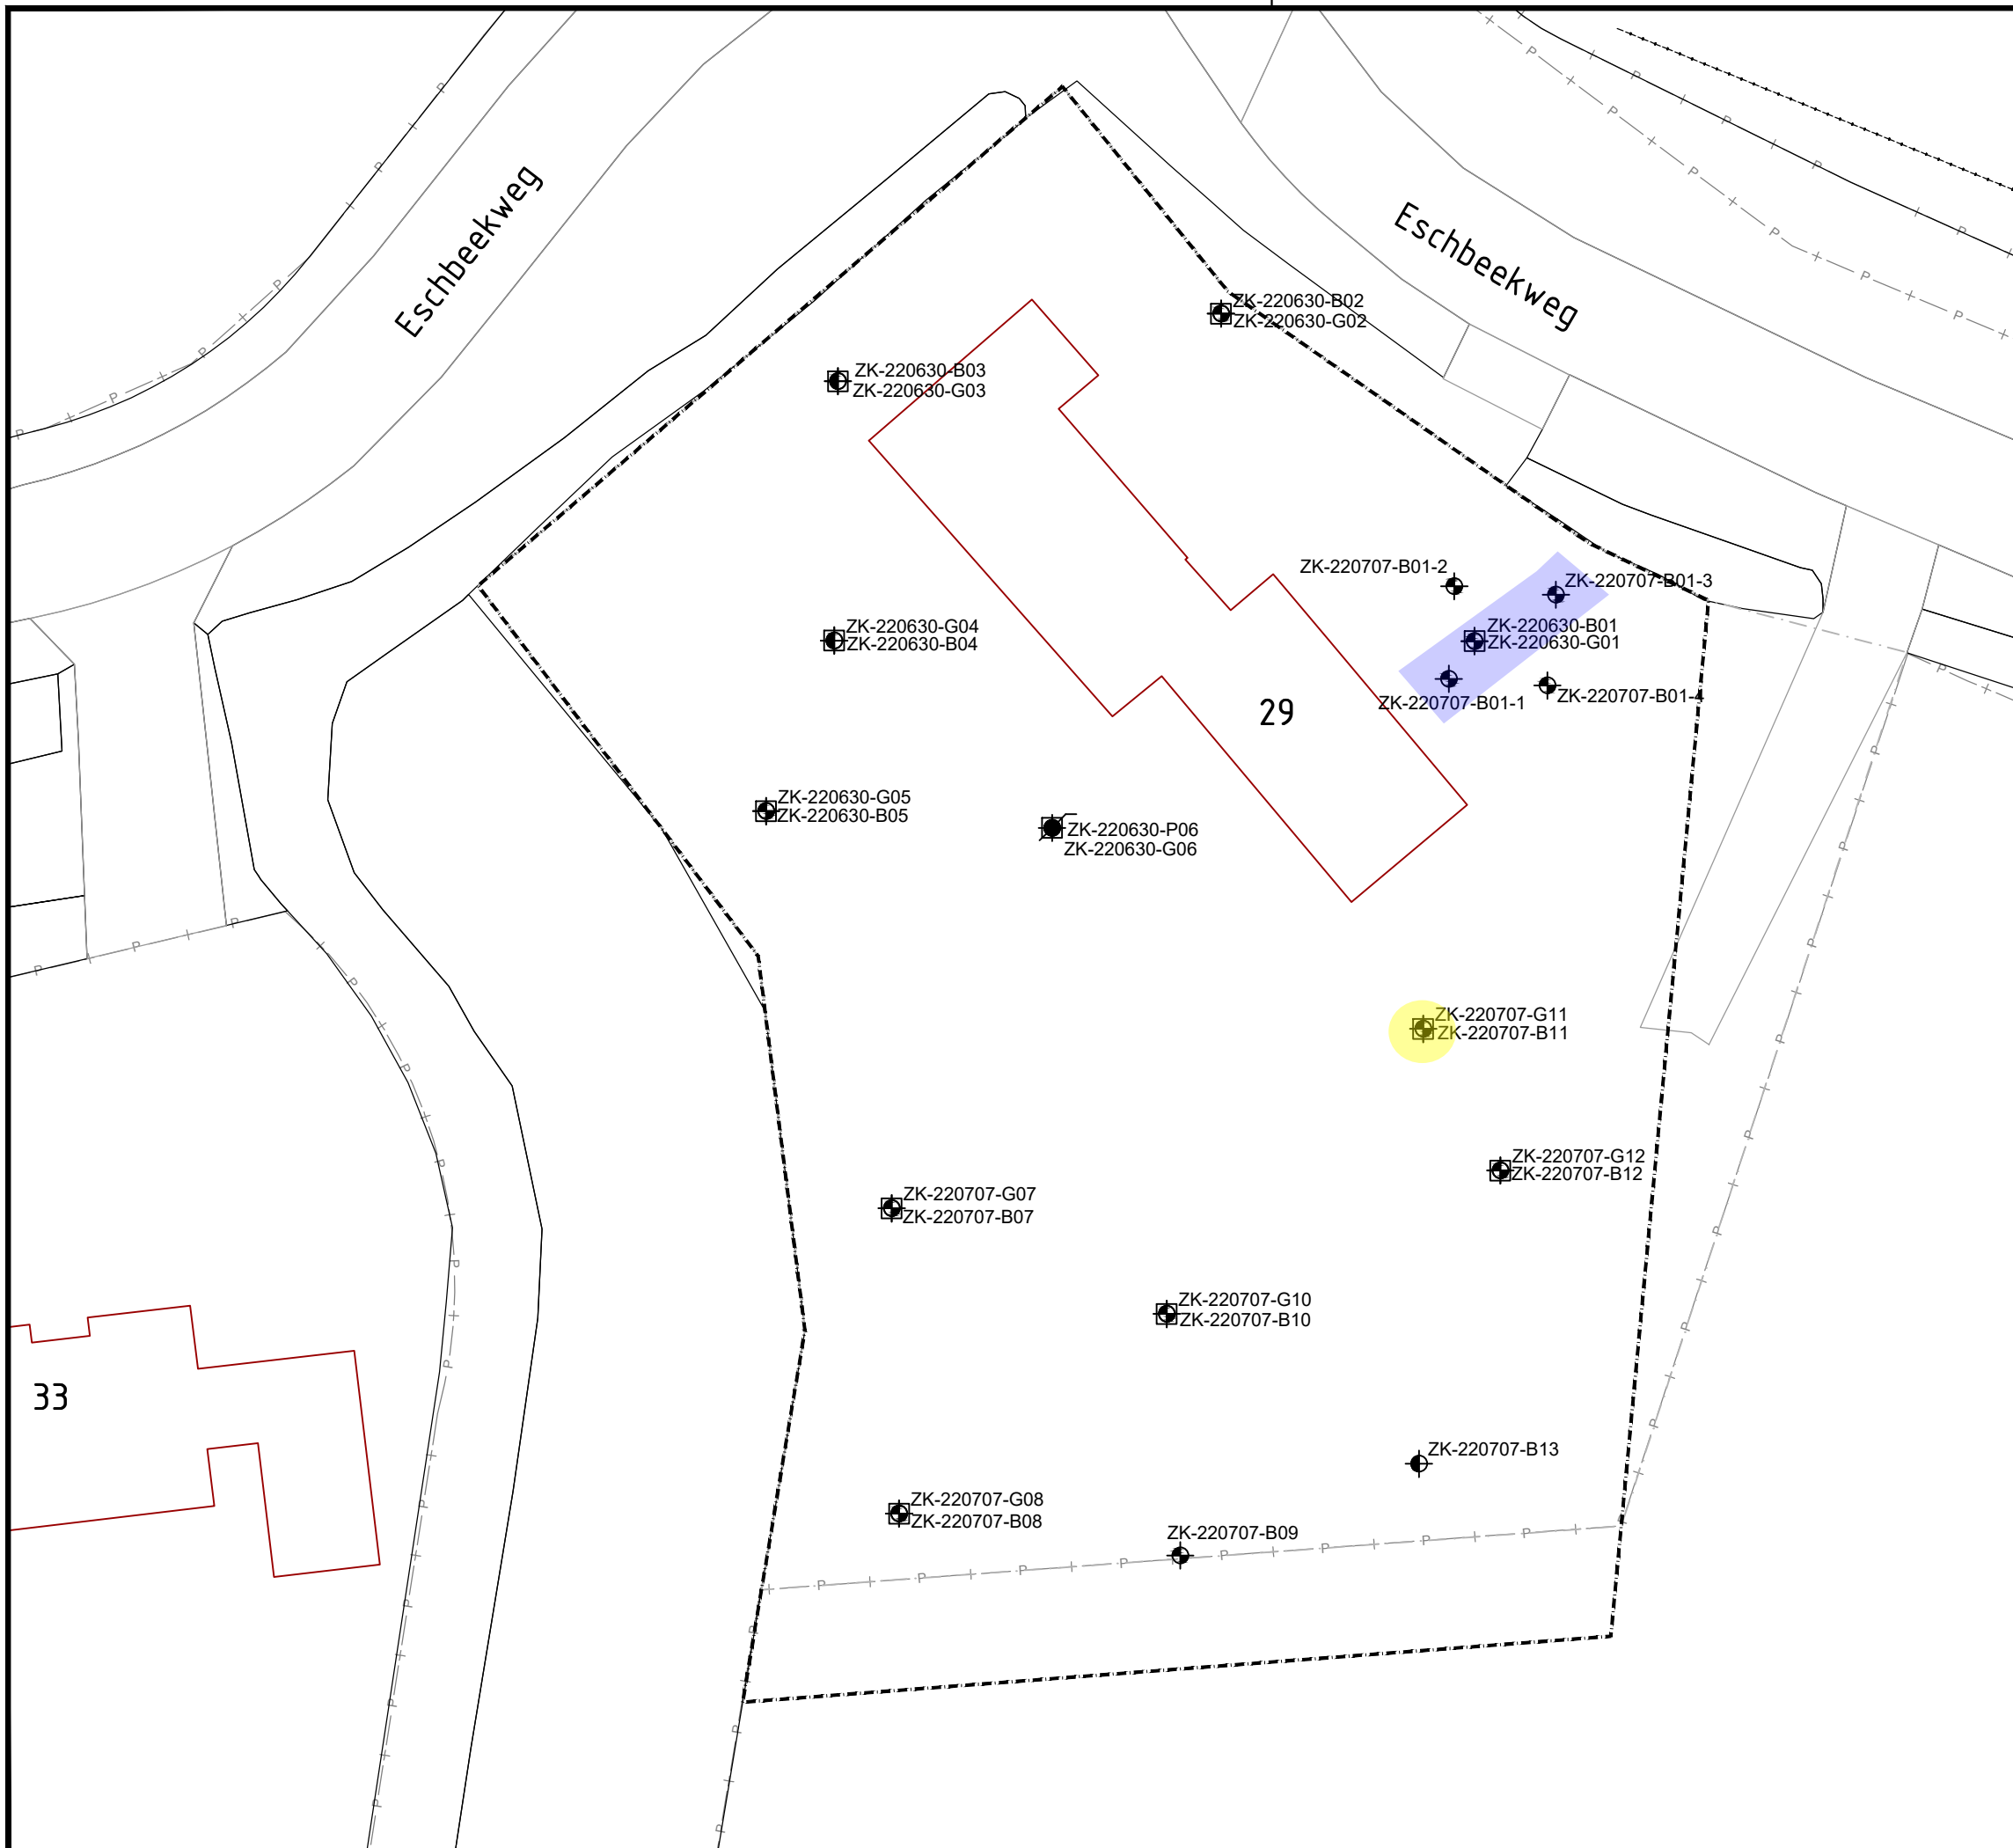 Eschbeekweg
Eschbeekweg
ZK-220630-B02
ZK-220630-G02
ZK-220630-B03
ZK-220630-G03
ZK-220707-B01-2
ZK-220707-B01-3
ZK-220630-B01
ZK-220630-G01
ZK-220630-G04
ZK-220630-B04
ZK-220707-B01-1
ZK-220707-B01-4
29
ZK-220630-G05
ZK-220630-B05
ZK-220630-P06
ZK-220630-G06
ZK-220707-G11
ZK-220707-B11
ZK-220707-G12
ZK-220707-B12
ZK-220707-G07
ZK-220707-B07
ZK-220707-G10
ZK-220707-B10
33
ZK-220707-B13
ZK-220707-G08
ZK-220707-B08
ZK-220707-B09